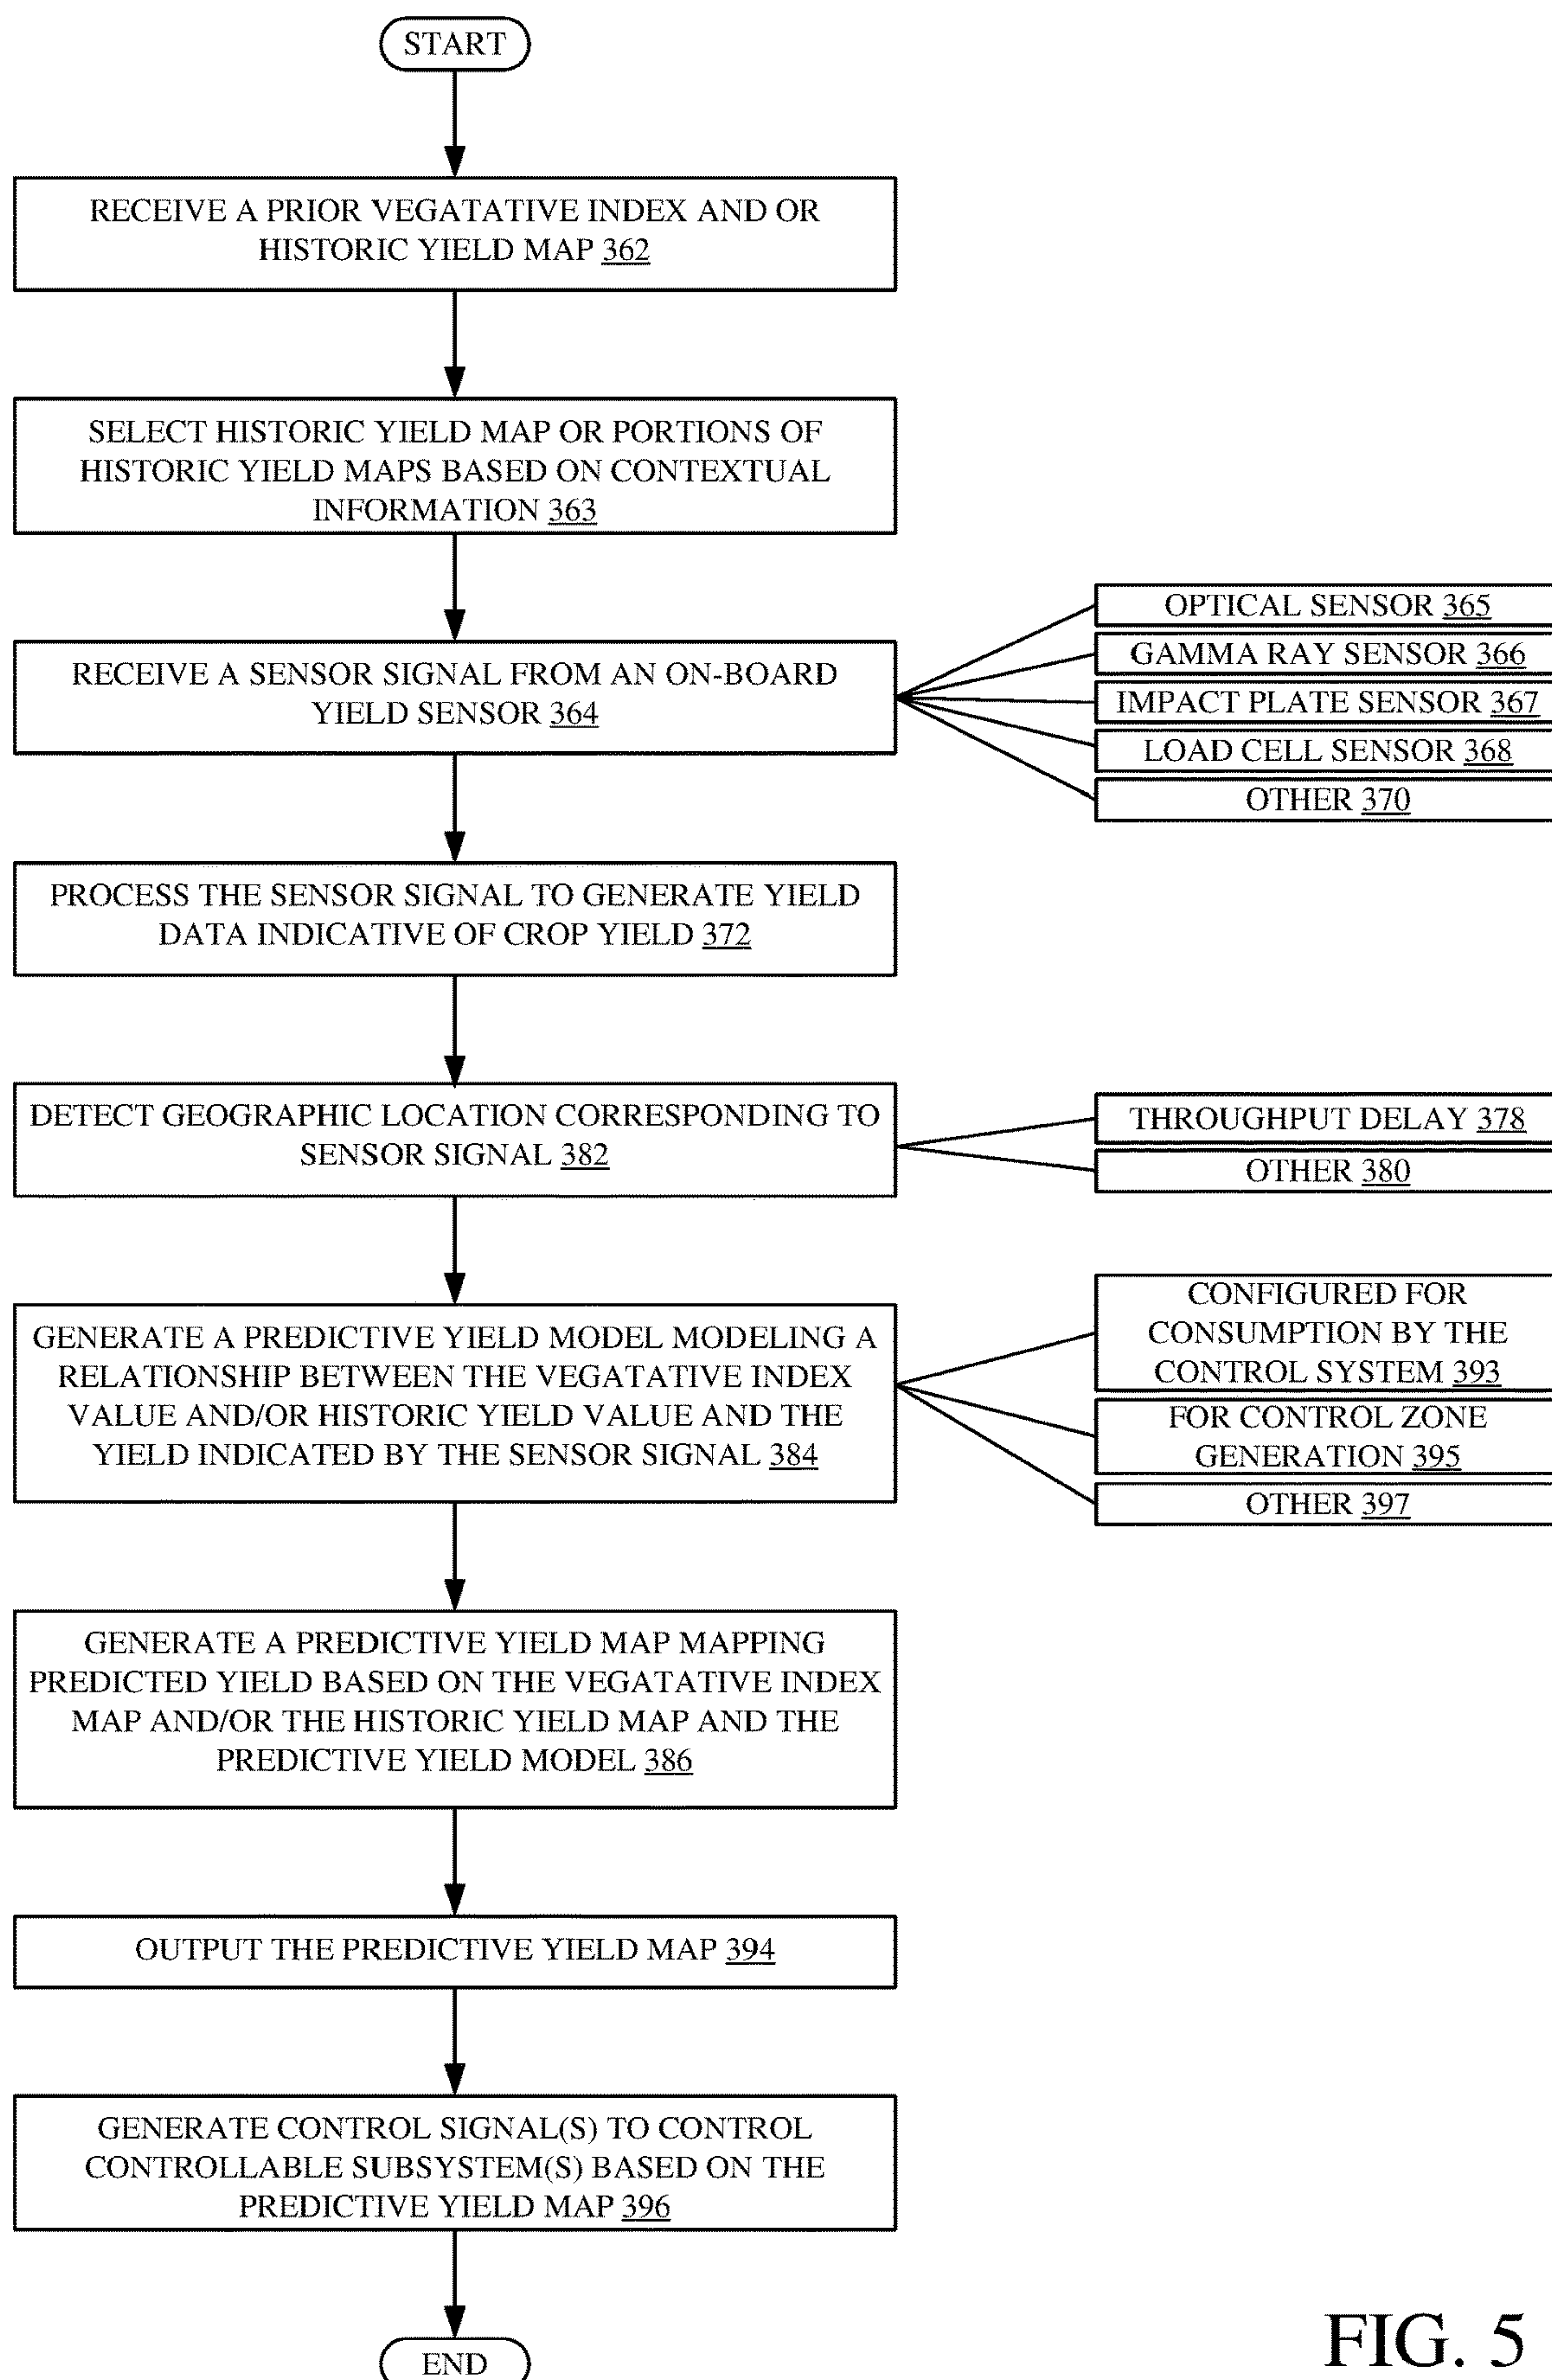 START
RECEIVE A PRIOR VEGATATIVE INDEX AND OR
HISTORIC YIELD MAP 362
SELECT HISTORIC YIELD MAP OR PORTIONS OF
HISTORIC YIELD MAPS BASED ON CONTEXTUAL
INFORMATION 363
RECEIVE A SENSOR SIGNAL FROM AN ON-BOARD
YIELD SENSOR 364
OPTICAL SENSOR 365
GAMMA RAY SENSOR 366
IMPACT PLATE SENSOR 367
LOAD CELL SENSOR 368
OTHER 370
PROCESS THE SENSOR SIGNAL TO GENERATE YIELD
DATA INDICATIVE OF CROP YIELD 372
DETECT GEOGRAPHIC LOCATION CORRESPONDING TO
SENSOR SIGNAL 382
THROUGHPUT DELAY 378
OTHER 380
GENERATE A PREDICTIVE YIELD MODEL MODELING A
RELATIONSHIP BETWEEN THE VEGATATIVE INDEX
VALUE AND/OR HISTORIC YIELD VALUE AND THE
YIELD INDICATED BY THE SENSOR SIGNAL 384
CONFIGURED FOR
CONSUMPTION BY THE
CONTROL SYSTEM 393
FOR CONTROL ZONE
GENERATION 395
OTHER 397
GENERATE A PREDICTIVE YIELD MAP MAPPING
PREDICTED YIELD BASED ON THE VEGATATIVE INDEX
MAP AND/OR THE HISTORIC YIELD MAP AND THE
PREDICTIVE YIELD MODEL 386
OUTPUT THE PREDICTIVE YIELD MAP 394
GENERATE CONTROL SIGNAL(S) TO CONTROL
CONTROLLABLE SUBSYSTEM(S) BASED ON THE
PREDICTIVE YIELD MAP 396
END
FIG. 5